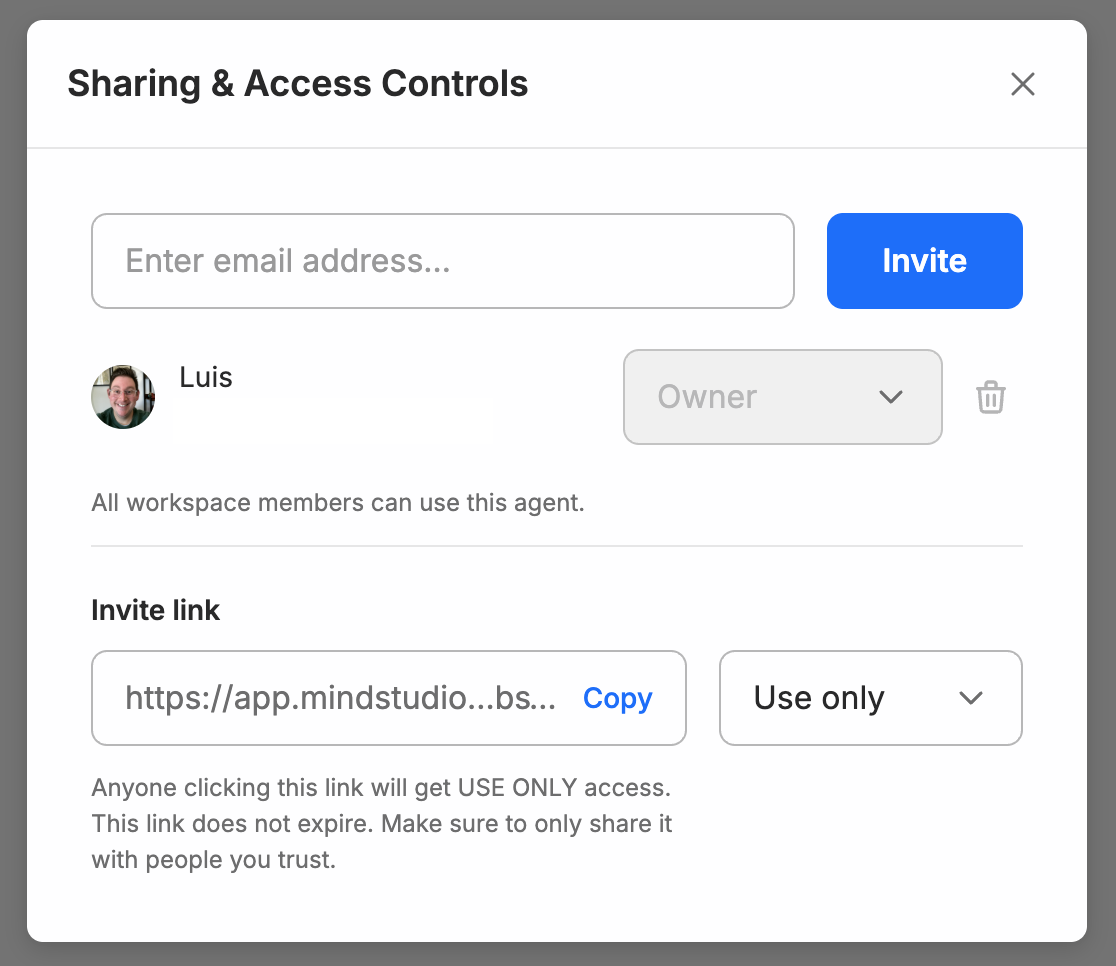 Sharing & Access Controls
Enter email address...
Invite
Luis
Owner
All workspace members can use this agent.
Invite link
https://app.mindstudio...bs...
Copy
Use only
Anyone clicking this link will get USE ONLY access.
This link does not expire. Make sure to only share it
with people you trust.